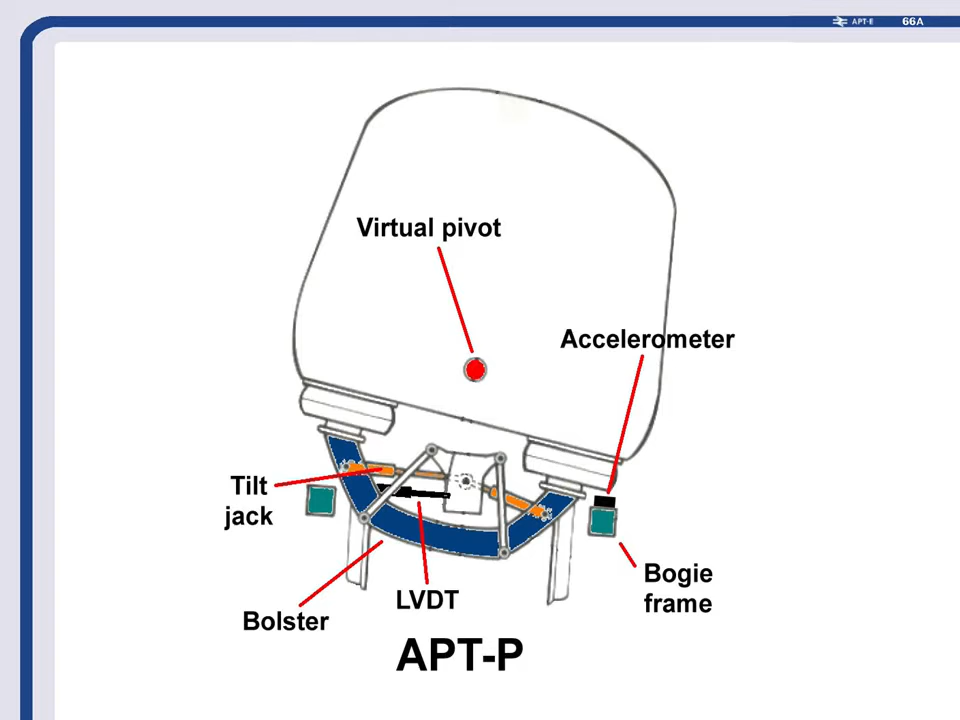 APT-E 66A
Virtual pivot
Accelerometer
Tilt
jack
Bogie
frame
LVDT
Bolster
APT-P